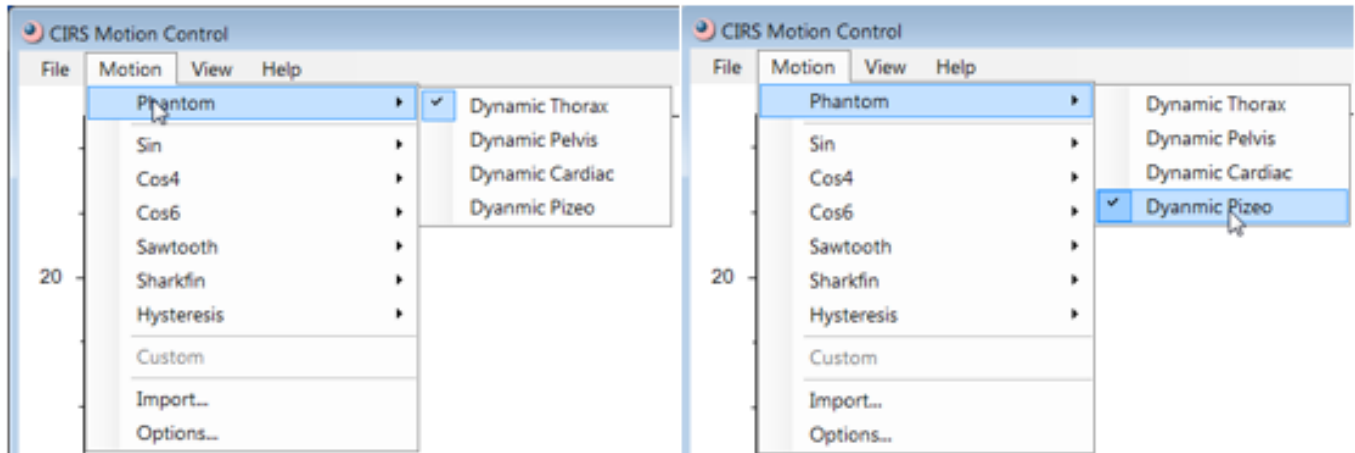 CIRS Motion Control
File Motion View Help
Phantom
Sin
Cos4
Cos6
Sawtooth
Sharkfin
Hysteresis
Custom
Import...
Options...
Dynamic Thorax
Dynamic Pelvis
Dynamic Cardiac
Dyanmic Pizeo
20
CIRS Motion Control
File Motion View Help
Phantom
Sin
Cos4
Cos6
Sawtooth
Sharkfin
Hysteresis
Custom
Import...
Options...
Dynamic Thorax
Dynamic Pelvis
Dynamic Cardiac
Dyanmic Pizeo
20